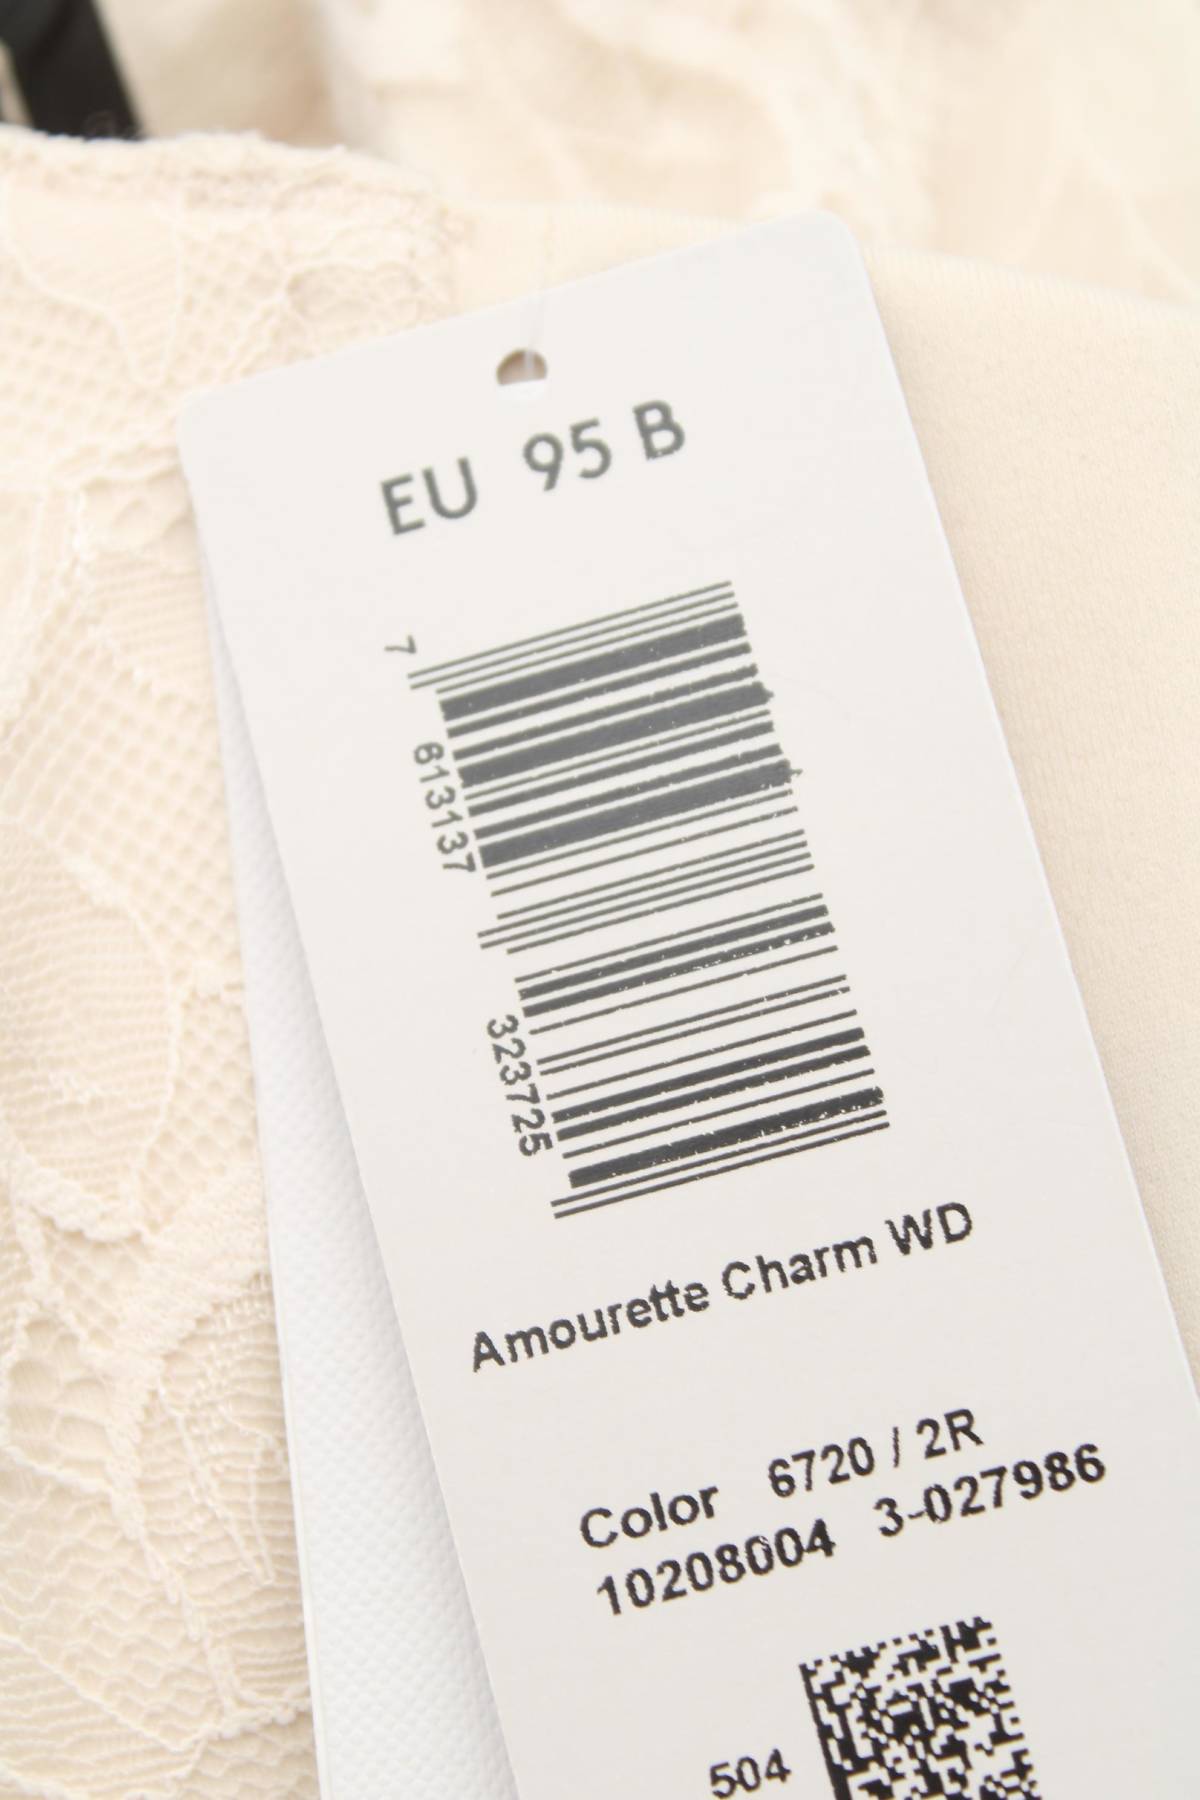 EU 95 B
7 813137 323725
Amourette Charm WD
Color 6720 / 2R
10208004 3-027986
504